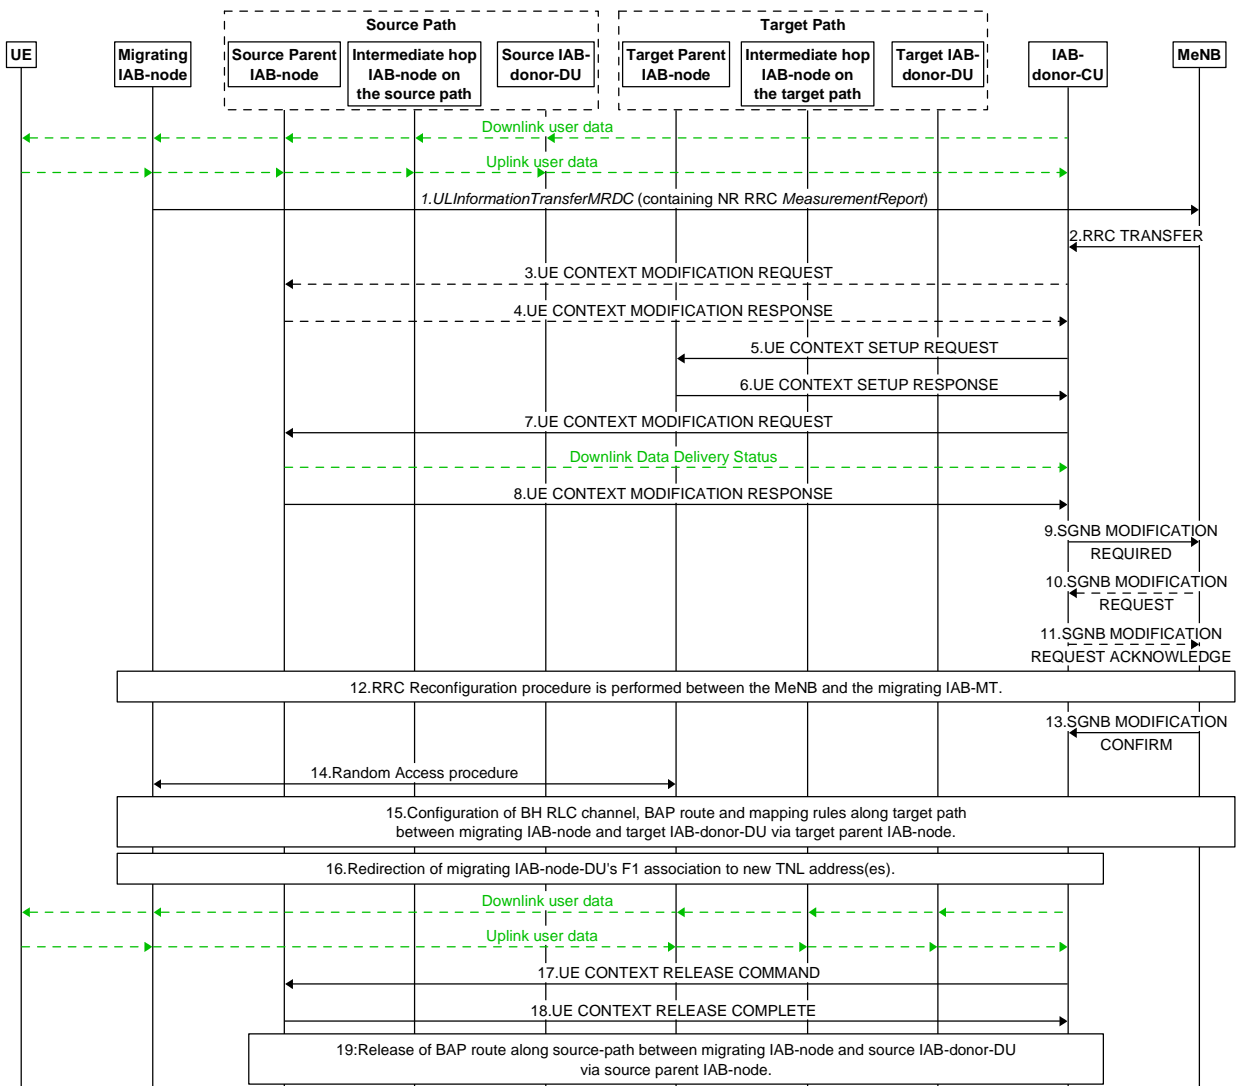 Source Path
Target Path
UE
Migrating
IAB-node
Source Parent
IAB-node
Intermediate hop
IAB-node on
the source path
Source IAB-
donor-DU
Target Parent
IAB-node
Intermediate hop
IAB-node on
the target path
Target IAB-
donor-DU
IAB-
donor-CU
MeNB
Downlink user data
Uplink user data
1.ULInformationTransferMRDC (containing NR RRC MeasurementReport)
2.RRC TRANSFER
3.UE CONTEXT MODIFICATION REQUEST
4.UE CONTEXT MODIFICATION RESPONSE
5.UE CONTEXT SETUP REQUEST
6.UE CONTEXT SETUP RESPONSE
7.UE CONTEXT MODIFICATION REQUEST
Downlink Data Delivery Status
8.UE CONTEXT MODIFICATION RESPONSE
9.SGNB MODIFICATION
REQUIRED
10.SGNB MODIFICATION
REQUEST
11.SGNB MODIFICATION
REQUEST ACKNOWLEDGE
12.RRC Reconfiguration procedure is performed between the MeNB and the migrating IAB-MT.
13.SGNB MODIFICATION
CONFIRM
14.Random Access procedure
15.Configuration of BH RLC channel, BAP route and mapping rules along target path
between migrating IAB-node and target IAB-donor-DU via target parent IAB-node.
16.Redirection of migrating IAB-node-DU's F1 association to new TNL address(es).
Downlink user data
Uplink user data
17.UE CONTEXT RELEASE COMMAND
18.UE CONTEXT RELEASE COMPLETE
19:Release of BAP route along source-path between migrating IAB-node and source IAB-donor-DU
via source parent IAB-node.